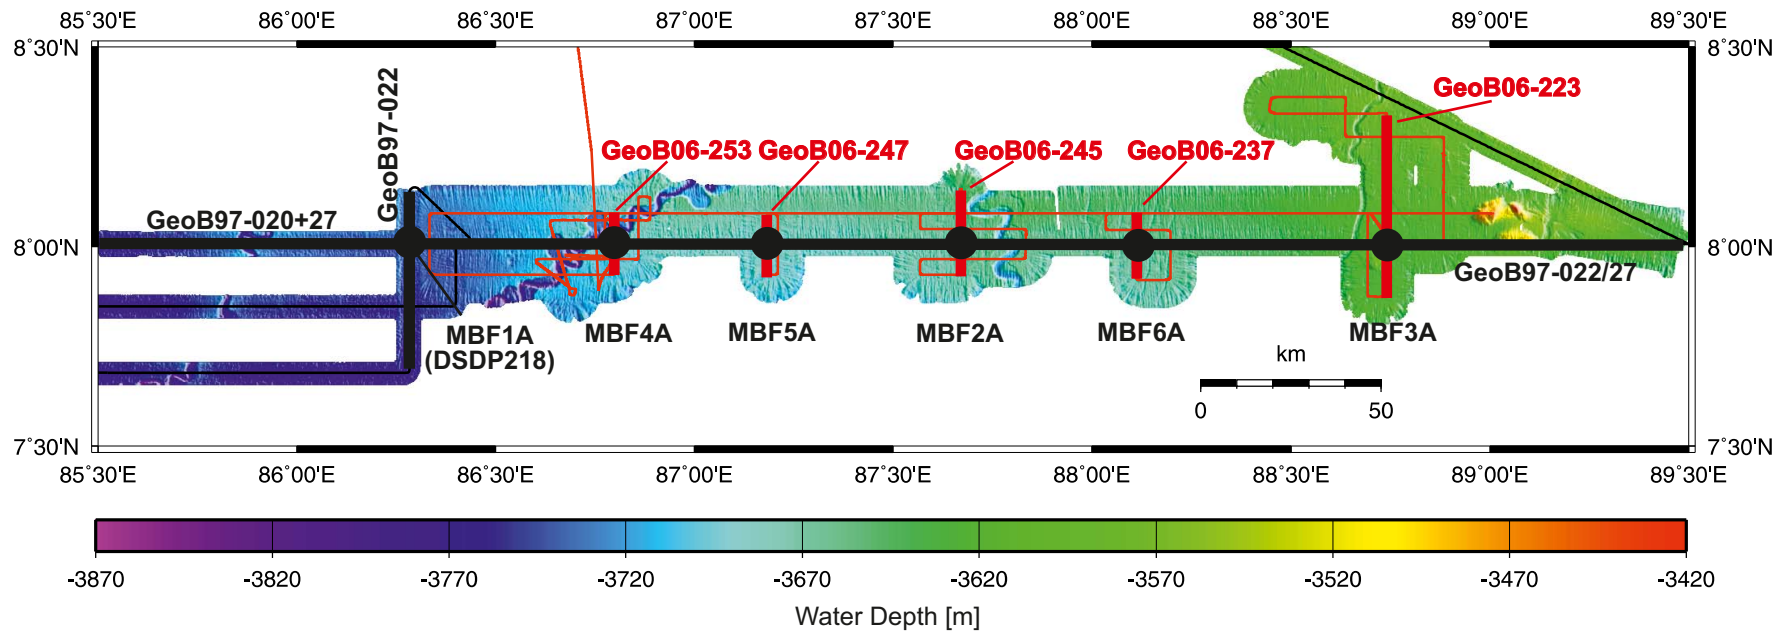 85°30'E 86°00'E 86°30'E 87°00'E 87°30'E 88°00'E 88°30'E 89°00'E 89°30'E
8°30'N 8°30'N
GeoB97-022
GeoB06-223
GeoB06-253 GeoB06-247 GeoB06-245 GeoB06-237
GeoB97-020+27
8°00'N 8°00'N
GeoB97-022/27
MBF1A
(DSDP218)
MBF4A MBF5A MBF2A MBF6A MBF3A
km
0 50
7°30'N 7°30'N
85°30'E 86°00'E 86°30'E 87°00'E 87°30'E 88°00'E 88°30'E 89°00'E 89°30'E
-3870 -3820 -3770 -3720 -3670 -3620 -3570 -3520 -3470 -3420
Water Depth [m]